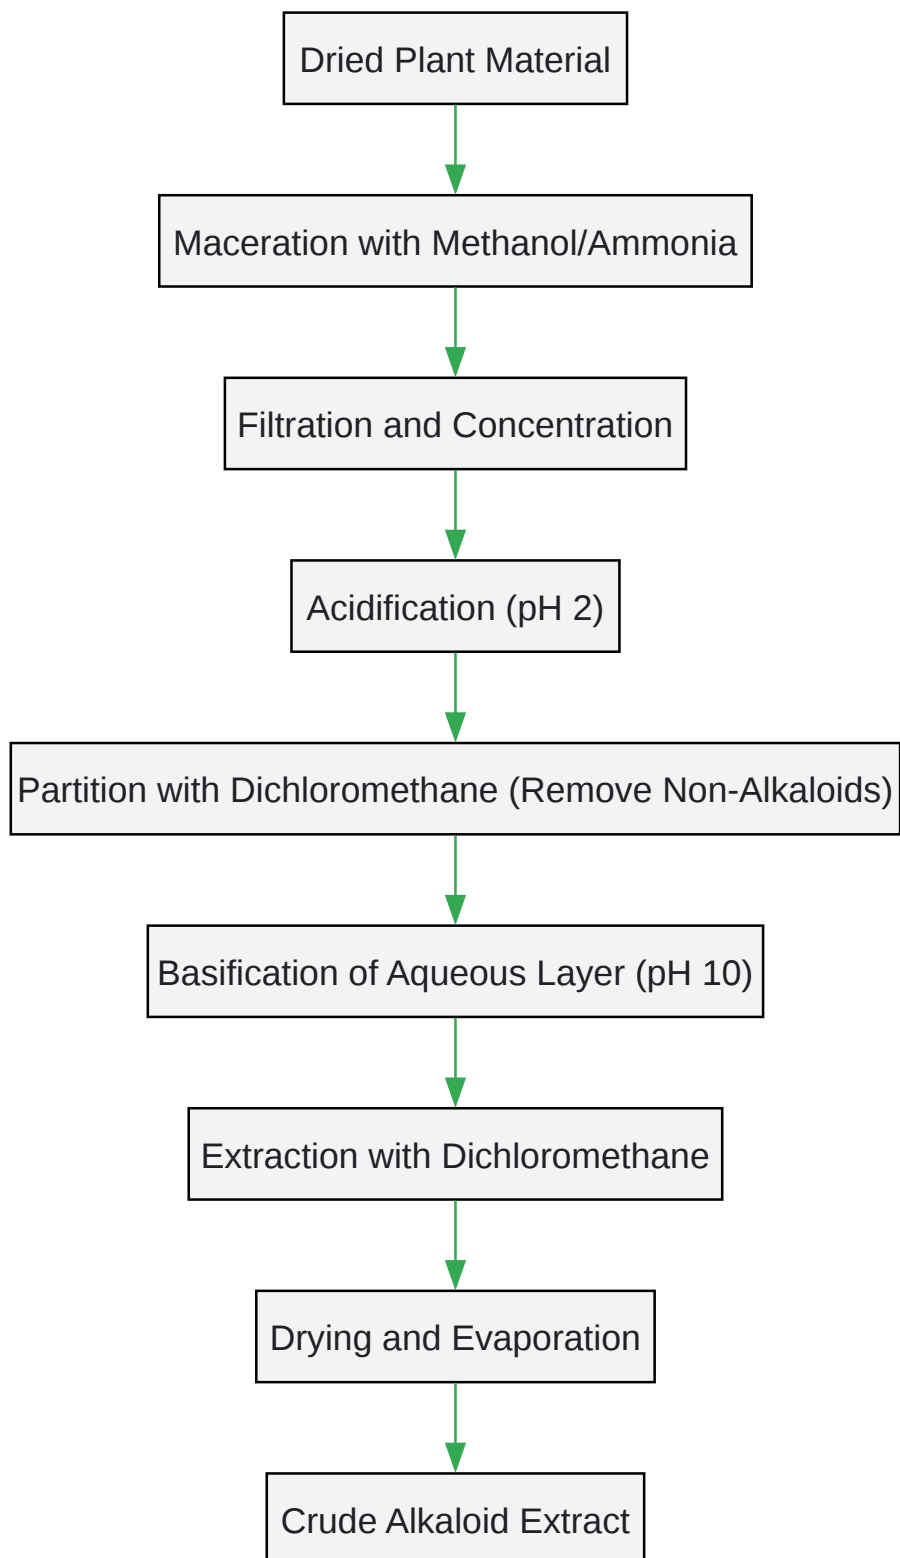 Dried Plant Material
Maceration with Methanol/Ammonia
Filtration and Concentration
Acidification (pH 2)
Partition with Dichloromethane (Remove Non-Alkaloids)
Basification of Aqueous Layer (pH 10)
Extraction with Dichloromethane
Drying and Evaporation
Crude Alkaloid Extract